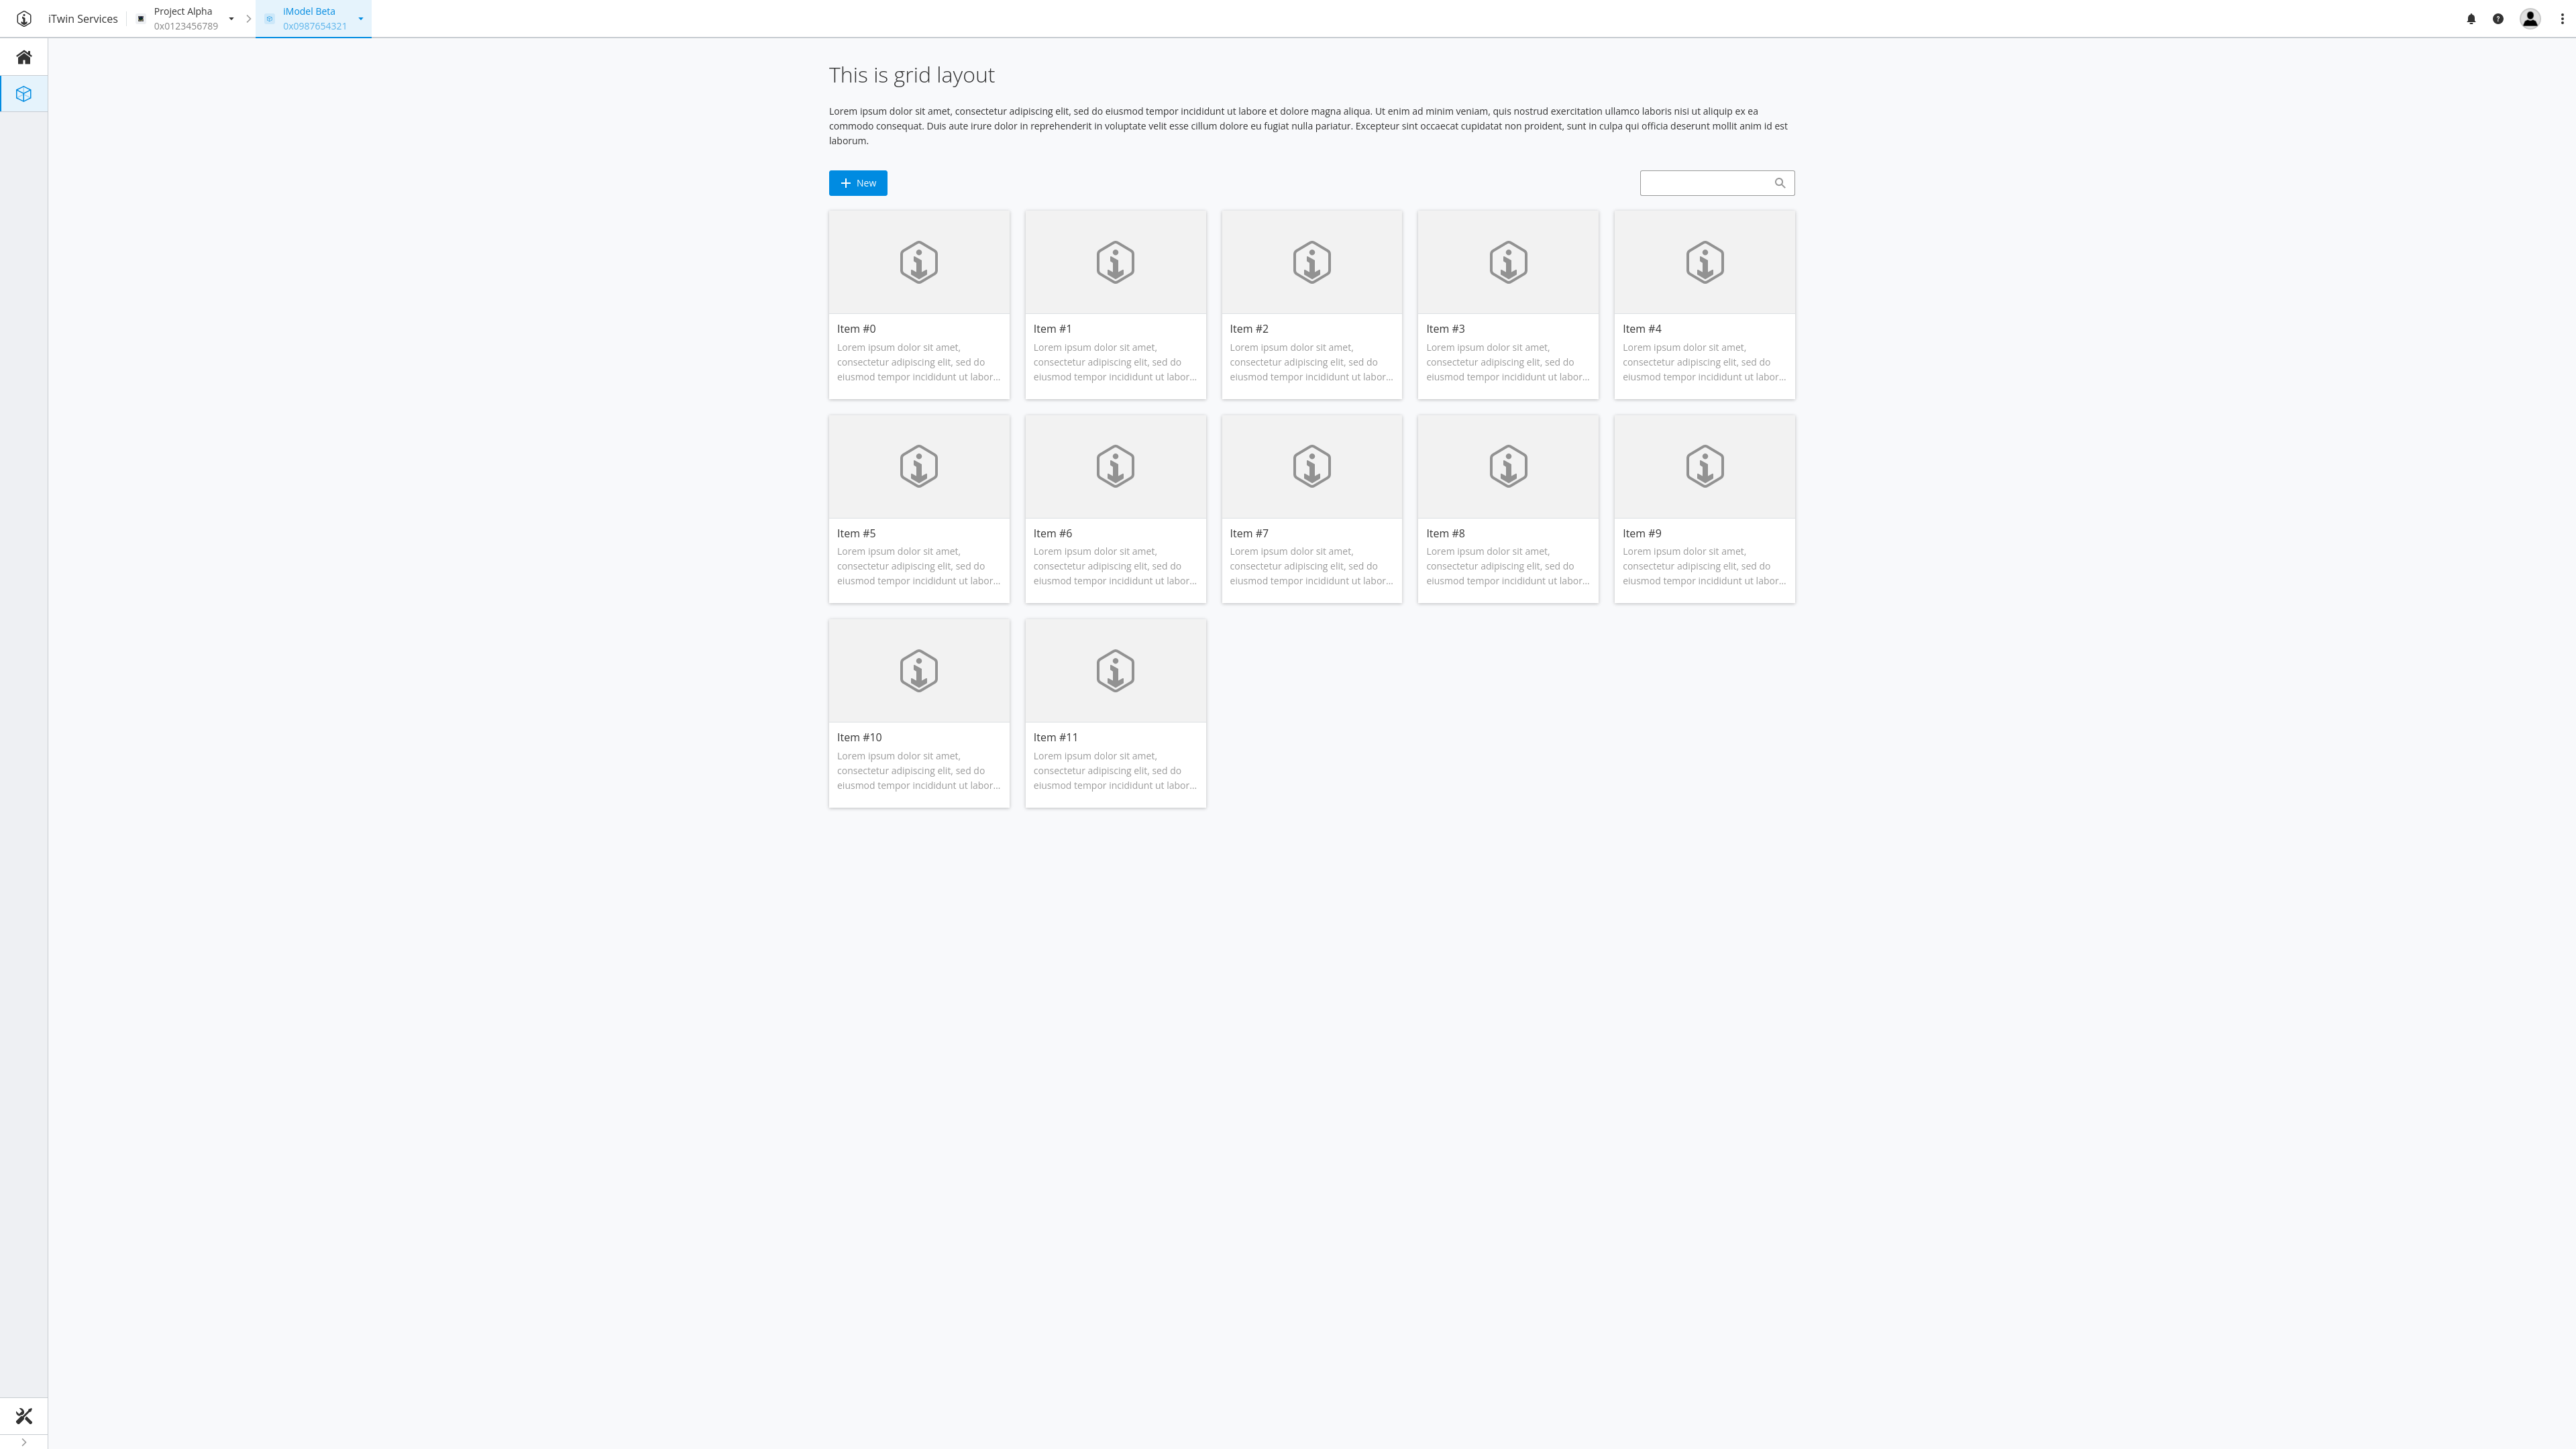 iTwin Services
Project Alpha
0x0123456789
iModel Beta
0x0987654321
This is grid layout
Lorem ipsum dolor sit amet, consectetur adipiscing elit, sed do eiusmod tempor incididunt ut labore et dolore magna aliqua. Ut enim ad minim veniam, quis nostrud exercitation ullamco laboris nisi ut aliquip ex ea
commodo consequat. Duis aute irure dolor in reprehenderit in voluptate velit esse cillum dolore eu fugiat nulla pariatur. Excepteur sint occaecat cupidatat non proident, sunt in culpa qui officia deserunt mollit anim id est
laborum.
New
Item #0
Lorem ipsum dolor sit amet,
consectetur adipiscing elit, sed do
eiusmod tempor incididunt ut labor...
Item #1
Lorem ipsum dolor sit amet,
consectetur adipiscing elit, sed do
eiusmod tempor incididunt ut labor...
Item #2
Lorem ipsum dolor sit amet,
consectetur adipiscing elit, sed do
eiusmod tempor incididunt ut labor...
Item #3
Lorem ipsum dolor sit amet,
consectetur adipiscing elit, sed do
eiusmod tempor incididunt ut labor...
Item #4
Lorem ipsum dolor sit amet,
consectetur adipiscing elit, sed do
eiusmod tempor incididunt ut labor...
Item #5
Lorem ipsum dolor sit amet,
consectetur adipiscing elit, sed do
eiusmod tempor incididunt ut labor...
Item #6
Lorem ipsum dolor sit amet,
consectetur adipiscing elit, sed do
eiusmod tempor incididunt ut labor...
Item #7
Lorem ipsum dolor sit amet,
consectetur adipiscing elit, sed do
eiusmod tempor incididunt ut labor...
Item #8
Lorem ipsum dolor sit amet,
consectetur adipiscing elit, sed do
eiusmod tempor incididunt ut labor...
Item #9
Lorem ipsum dolor sit amet,
consectetur adipiscing elit, sed do
eiusmod tempor incididunt ut labor...
Item #10
Lorem ipsum dolor sit amet,
consectetur adipiscing elit, sed do
eiusmod tempor incididunt ut labor...
Item #11
Lorem ipsum dolor sit amet,
consectetur adipiscing elit, sed do
eiusmod tempor incididunt ut labor...